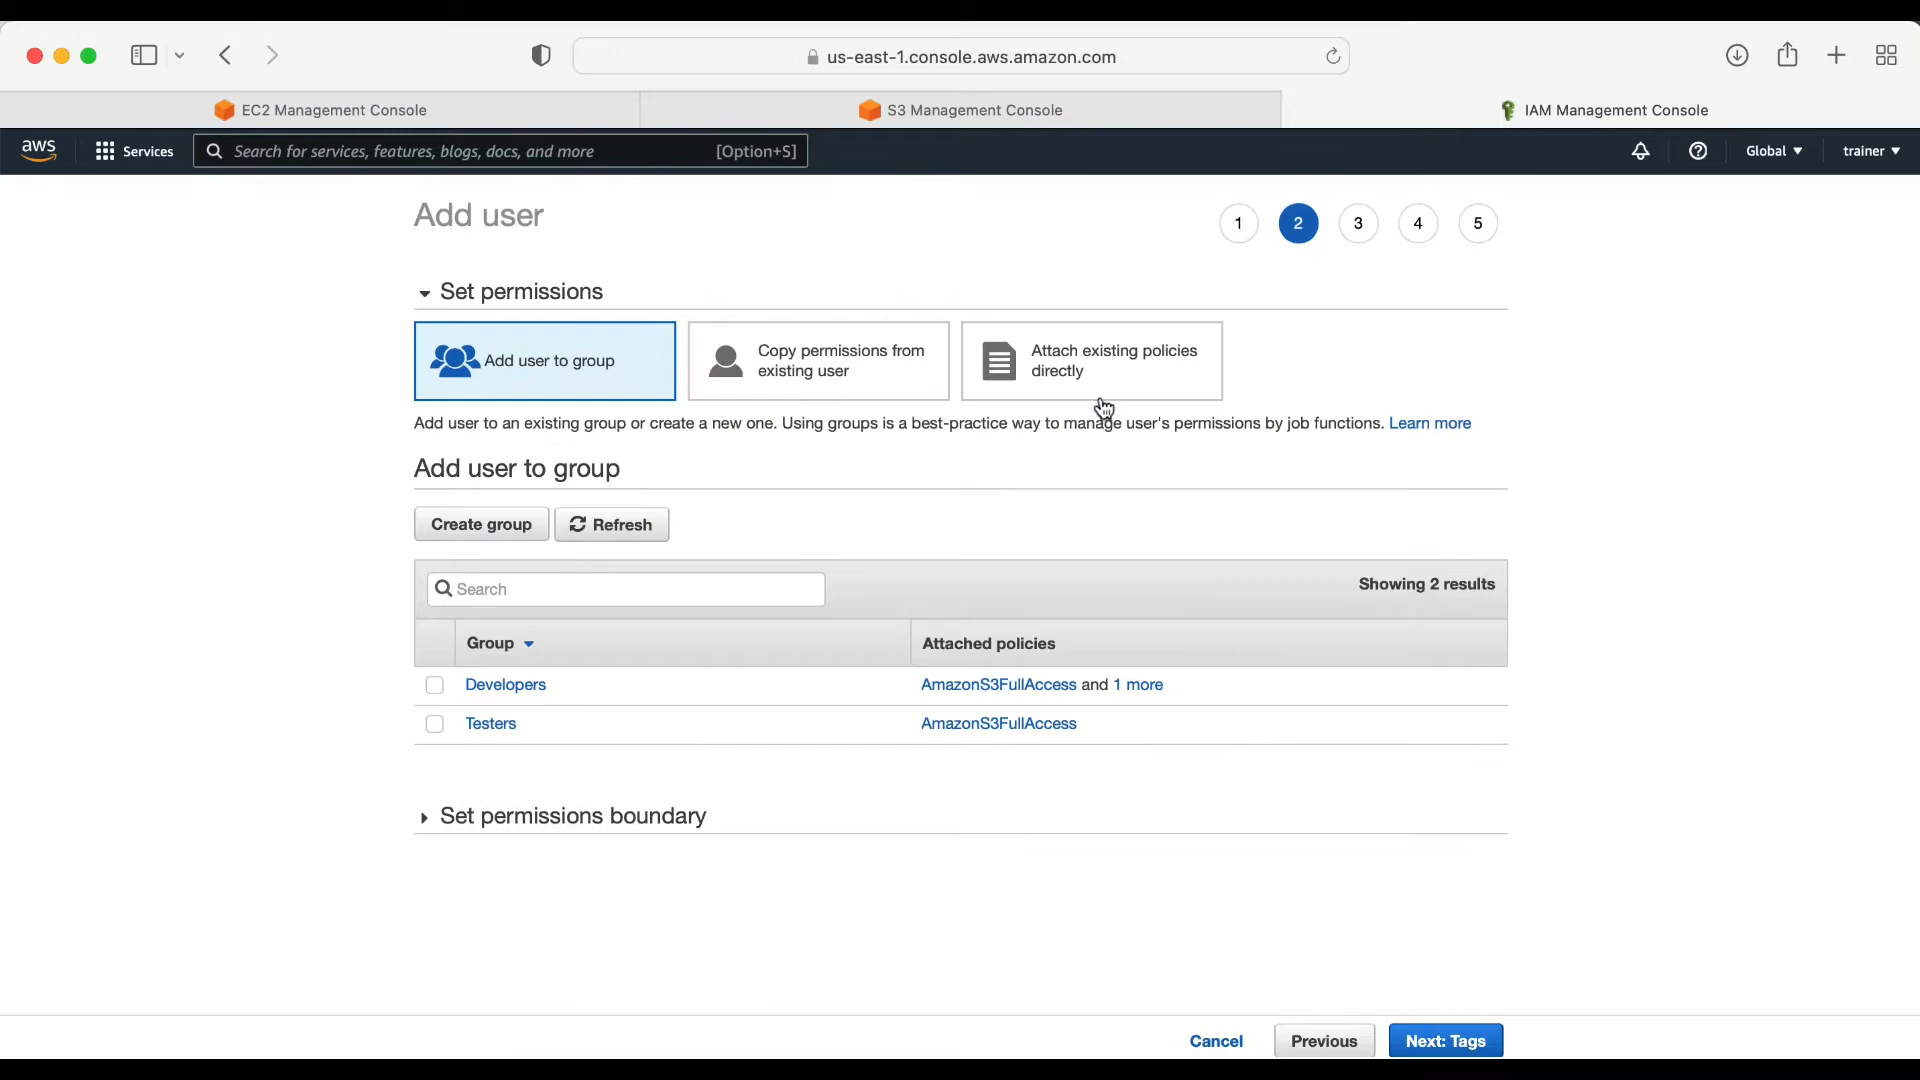 us-east-1.console.aws.amazon.com
EC2 Management Console
S3 Management Console
IAM Management Console
aws
Services
Search for services, features, blogs, docs, and more
[Option+S]
Global
trainer
Add user
1
2
3
4
5
Set permissions
Add user to group
Copy permissions from
existing user
Attach existing policies
directly
Add user to an existing group or create a new one. Using groups is a best-practice way to manage user's permissions by job functions. Learn more
Add user to group
Create group
Refresh
Search
Showing 2 results
Group
Attached policies
Developers
AmazonS3FullAccess and 1 more
Testers
AmazonS3FullAccess
Set permissions boundary
Cancel
Previous
Next: Tags